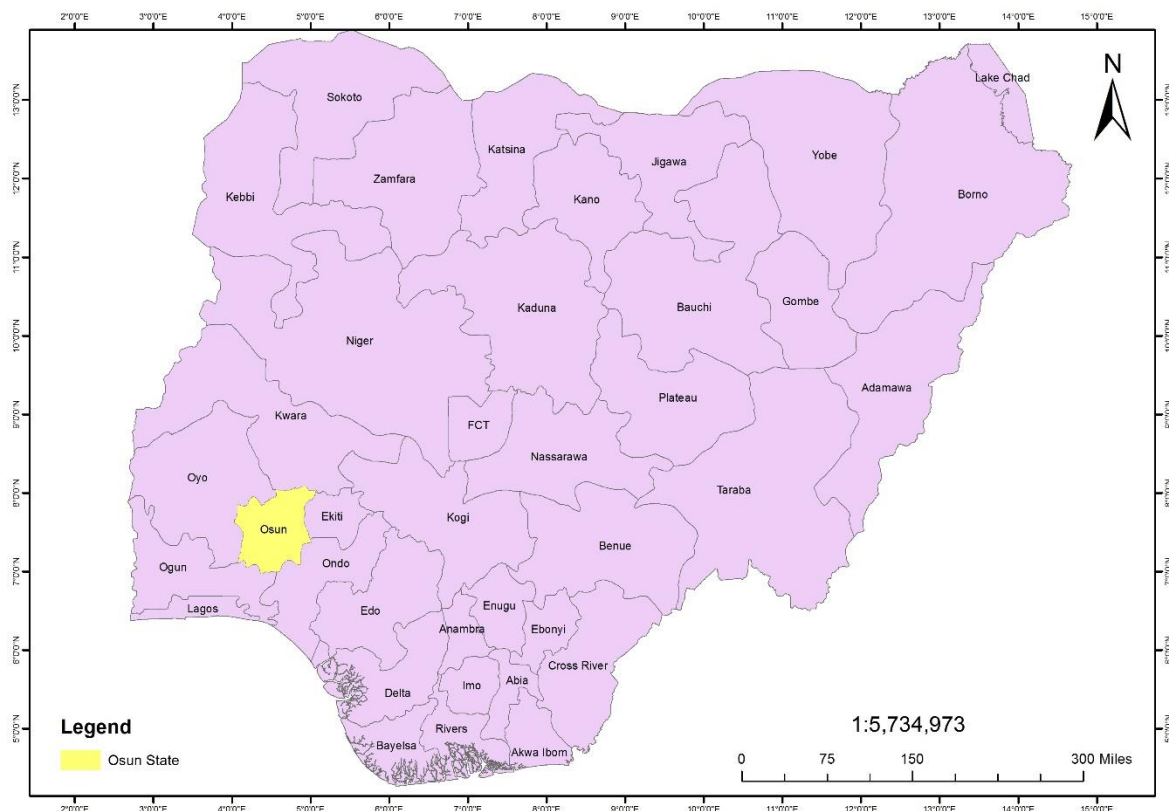 2°0'0"E 3°0'0"E 4°0'0"E 5°0'0"E 6°0'0"E 7°0'0"E 8°0'0"E 9°0'0"E 10°0'0"E 11°0'0"E 12°0'0"E 13°0'0"E 14°0'0"E 15°0'0"E
N
Lake Chad
13°0'0"N
Sokoto
Katsina
Jigawa
Yobe
12°0'0"N
Zamfara
Kebbi
Kano
Borno
11°0'0"N
Kaduna
Bauchi
Gombe
10°0'0"N
Niger
Adamawa
Plateau
9°0'0"N
Kwara
FCT
Nassarawa
Oyo
Taraba
8°0'0"N
Osun
Ekiti
Kogi
Benue
Ogun
Ondo
7°0'0"N
Lagos
Edo
Enugu
Anambra
Ebonyi
6°0'0"N
Cross River
Delta
Imo
Abia
5°0'0"N
Rivers
Bayelsa
Akwa Ibom
Legend
Osun State
1:5,734,973
0 75 150 300 Miles
2°0'0"E 3°0'0"E 4°0'0"E 5°0'0"E 6°0'0"E 7°0'0"E 8°0'0"E 9°0'0"E 10°0'0"E 11°0'0"E 12°0'0"E 13°0'0"E 14°0'0"E 15°0'0"E